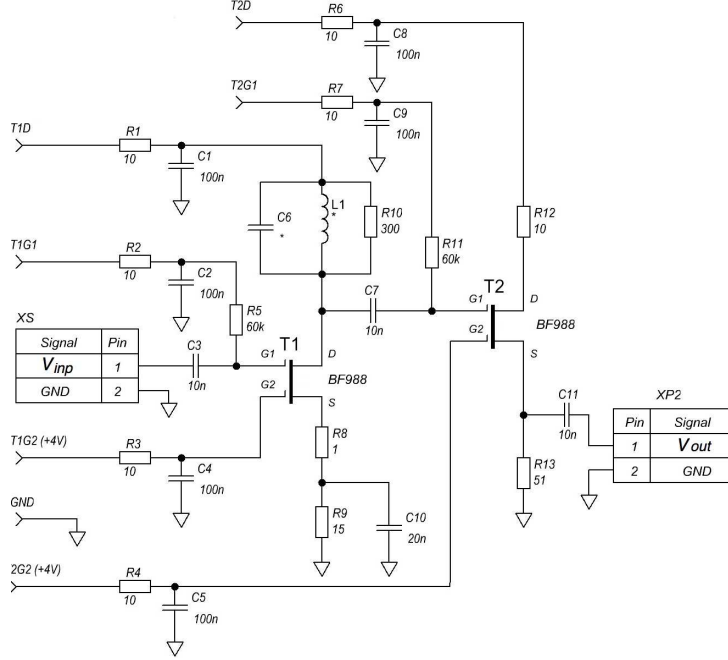 T2D
R6
10
C8
100n
T2G1
R7
10
C9
100n
T1D
R1
10
C1
100n
C6
*
L1
*
R10
300
R12
10
T1G1
R2
10
C2
100n
R11
60k
R5
60k
C7
10n
T2
G1
D
G2
BF988
S
XS
Signal Pin
Vinp 1
GND 2
C3
10n
T1
G1
D
G2
BF988
S
C11
10n
XP2
Pin Signal
1 Vout
2 GND
T1G2 (+4V)
R3
10
C4
100n
R8
1
R13
51
GND
R9
15
C10
20n
2G2 (+4V)
R4
10
C5
100n